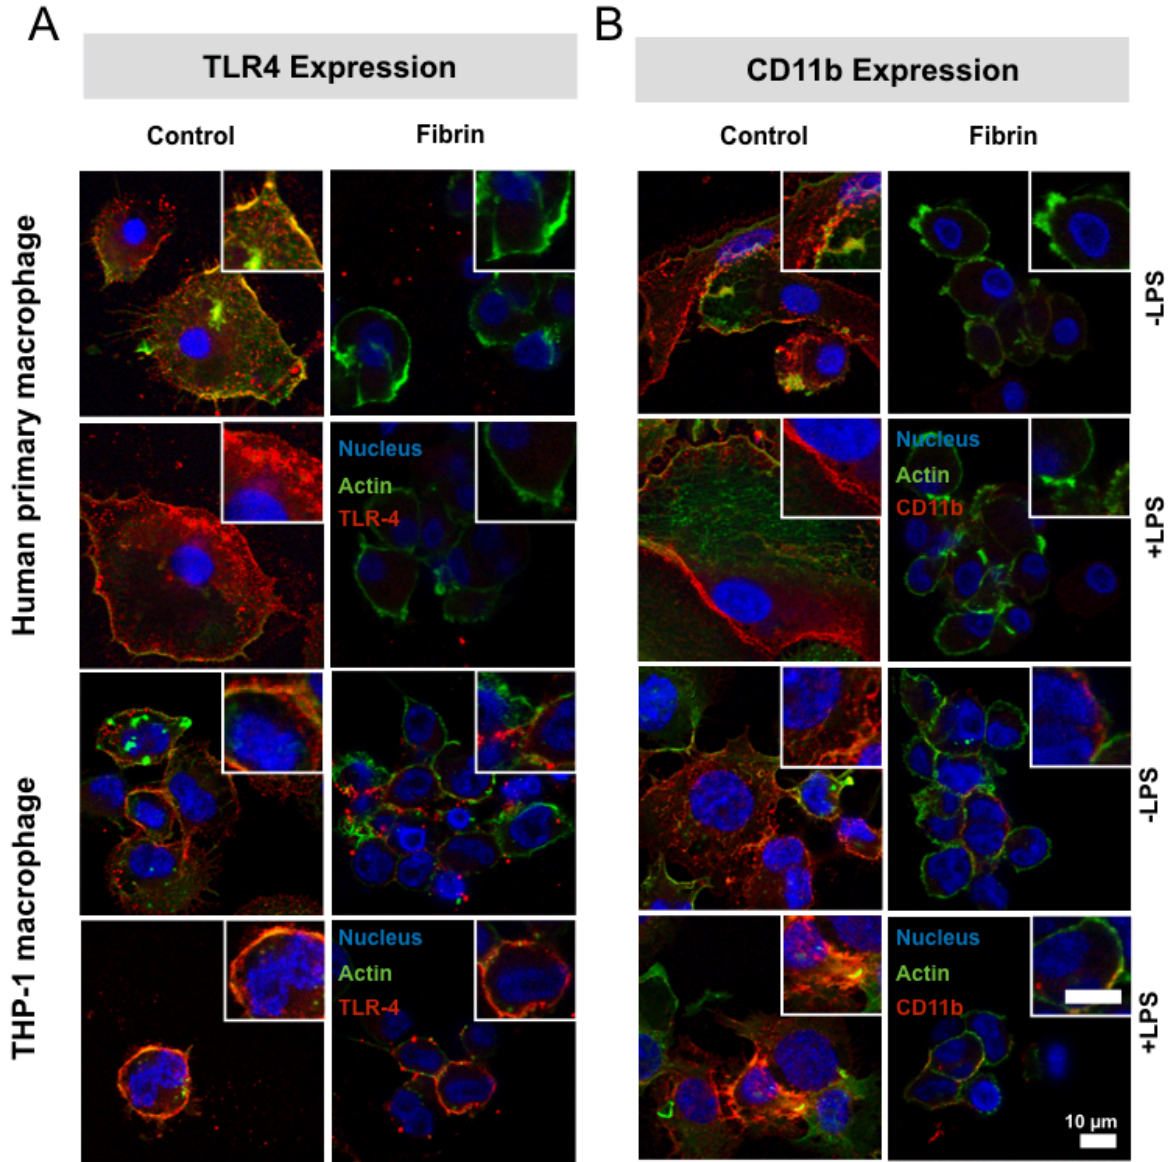 A
B
TLR4 Expression
CD11b Expression
Control
Fibrin
Control
Fibrin
Human primary macrophage
-LPS
Nucleus
Actin
TLR-4
Nucleus
Actin
CD11b
+LPS
THP-1 macrophage
-LPS
Nucleus
Actin
TLR-4
Nucleus
Actin
CD11b
+LPS
10 µm